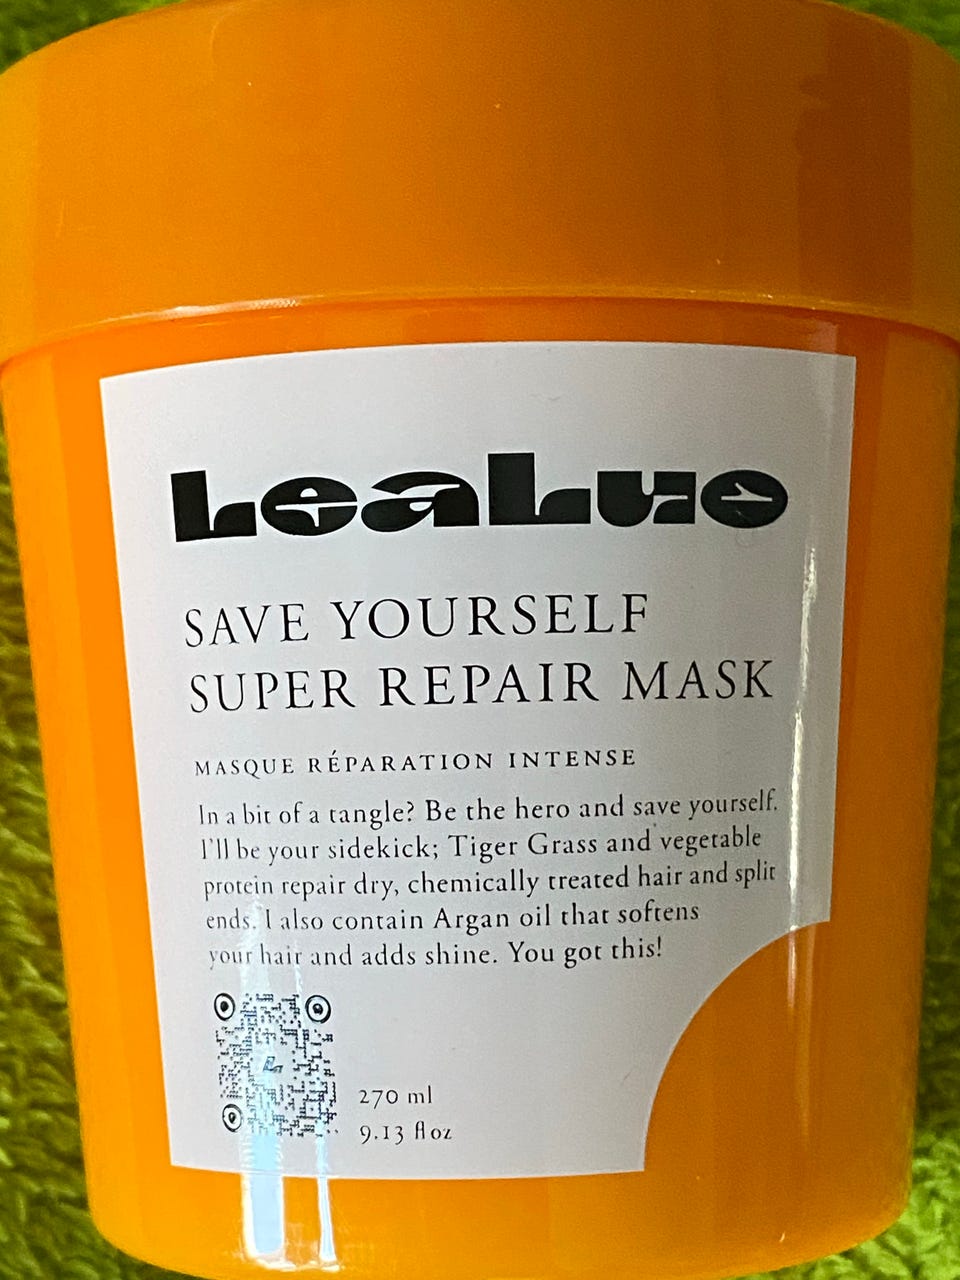 LeaLuo
SAVE YOURSELF
SUPER REPAIR MASK
MASQUE RÉPARATION INTENSE
In a bit of a tangle? Be the hero and save yourself.
I'll be your sidekick; Tiger Grass and vegetable
protein repair dry, chemically treated hair and split
ends. I also contain Argan oil that softens
your hair and adds shine. You got this!
270 ml
9.13 fl oz